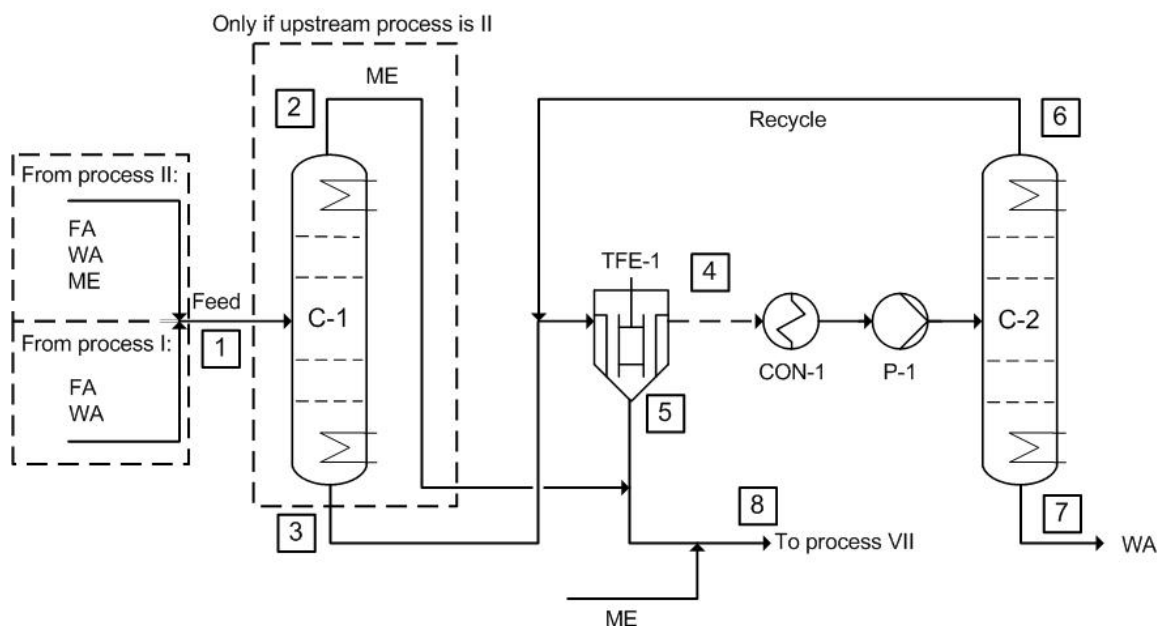 Only if upstream process is II
ME
2
6
Recycle
From process II:
FA
WA
ME
TFE-1
4
Feed
C-1
C-2
From process I:
1
FA
WA
CON-1
P-1
5
3
8
7
To process VII
WA
ME